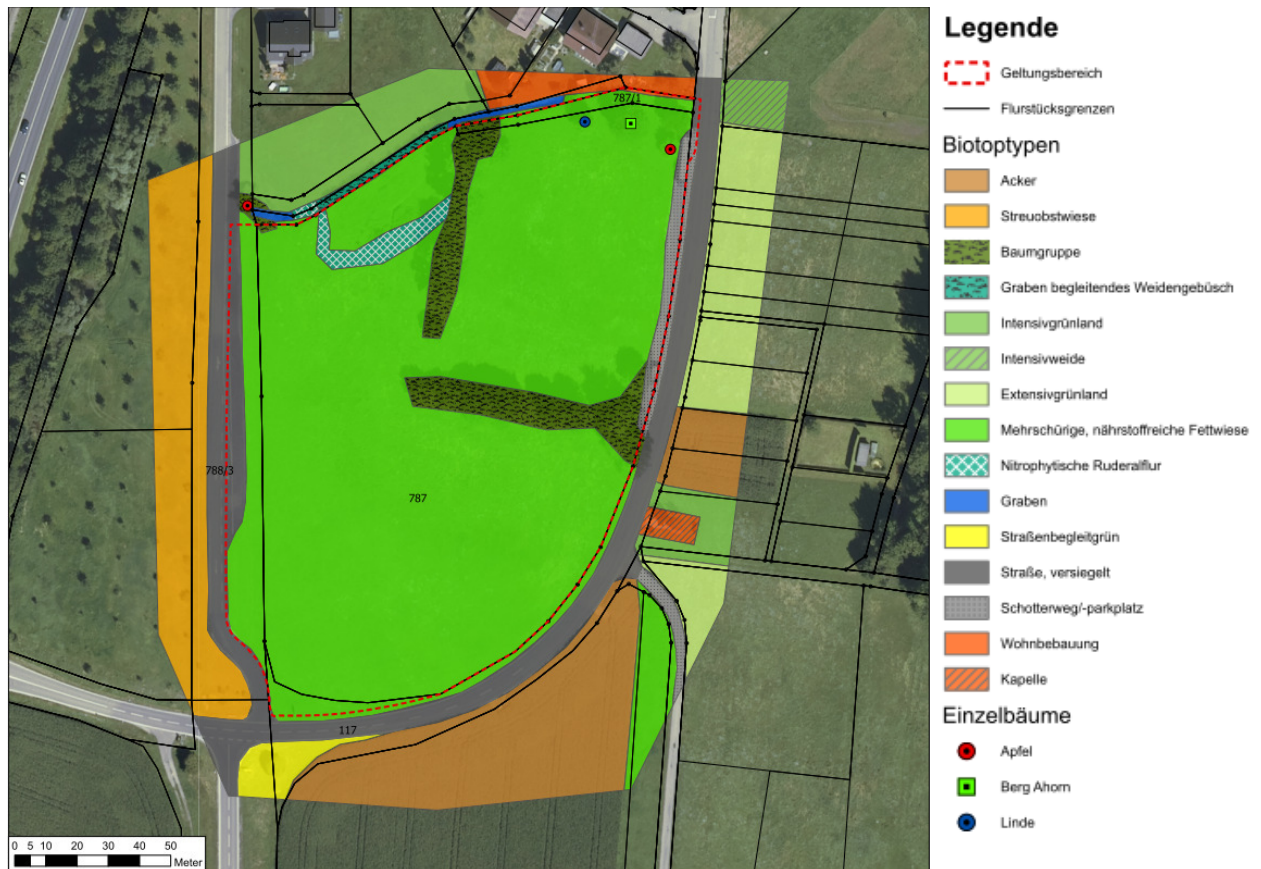 787/1
788/3
787
117
0 5 10 20 30 40 50
Meter
Legende
Geltungsbereich
Flurstücksgrenzen
Biotoptypen
Acker
Streuobstwiese
Baumgruppe
Graben begleitendes Weidengebüsch
Intensivgrünland
Intensivweide
Extensivgrünland
Mehrschürige, nährstoffreiche Fettwiese
Nitrophytische Ruderalflur
Graben
Straßenbegleitgrün
Straße, versiegelt
Schotterweg/-parkplatz
Wohnbebauung
Kapelle
Einzelbäume
Apfel
Berg Ahorn
Linde